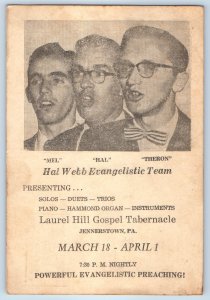 "MEL" "HAL" "THERON"
Hal Webb Evangelistic Team
PRESENTING . . .
SOLOS — DUETS — TRIOS
PIANO — HAMMOND ORGAN — INSTRUMENTS
Laurel Hill Gospel Tabernacle
JENNERSTOWN, PA.
MARCH 18 - APRIL 1
7:30 P. M. NIGHTLY
POWERFUL EVANGELISTIC PREACHING!